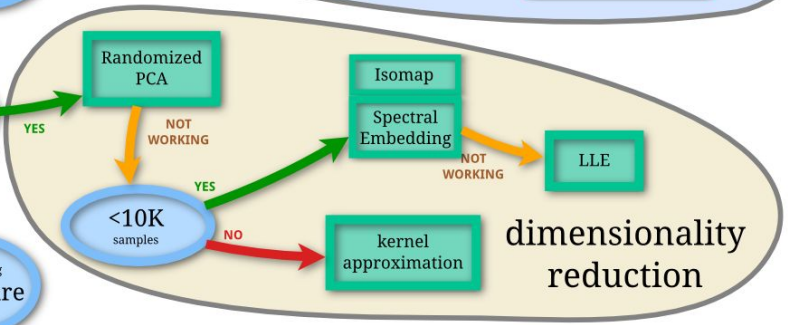 Randomized
PCA
YES
NOT
WORKING
<10K
samples
YES
NO
Isomap
Spectral
Embedding
NOT
WORKING
LLE
kernel
approximation
dimensionality
reduction
re